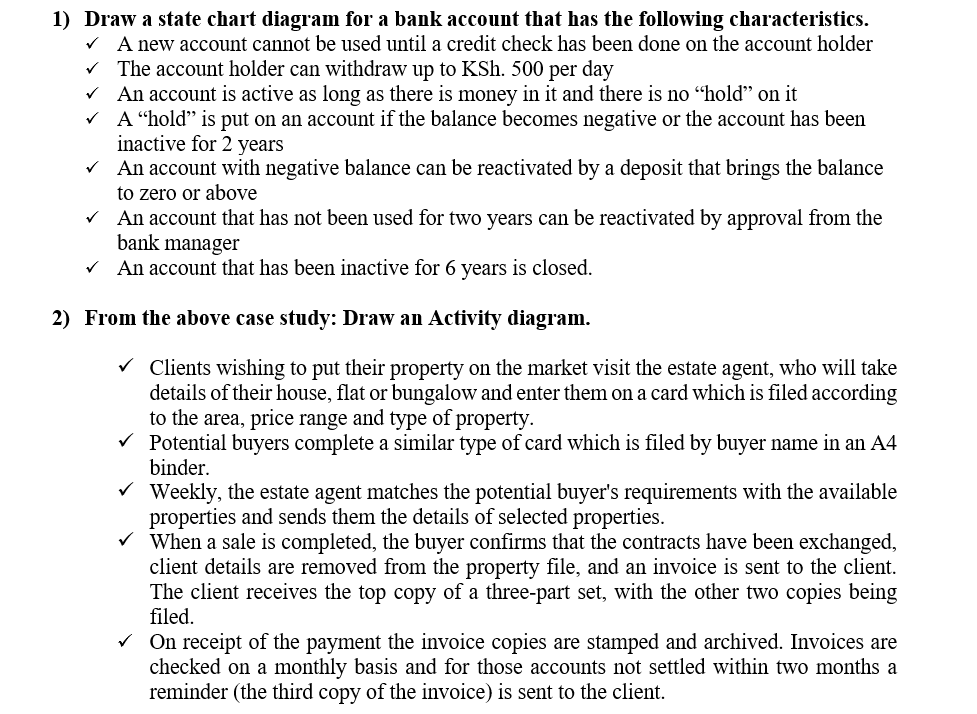 1) Draw a state chart diagram for a bank account that has the following characteristics.
✓ A new account cannot be used until a credit check has been done on the account holder
✓ The account holder can withdraw up to KSh. 500 per day
✓ An account is active as long as there is money in it and there is no “hold” on it
✓ A “hold” is put on an account if the balance becomes negative or the account has been
inactive for 2 years
✓ An account with negative balance can be reactivated by a deposit that brings the balance
to zero or above
✓ An account that has not been used for two years can be reactivated by approval from the
bank manager
✓ An account that has been inactive for 6 years is closed.
2) From the above case study: Draw an Activity diagram.
✓ Clients wishing to put their property on the market visit the estate agent, who will take
details of their house, flat or bungalow and enter them on a card which is filed according
to the area, price range and type of property.
✓ Potential buyers complete a similar type of card which is filed by buyer name in an A4
binder.
✓ Weekly, the estate agent matches the potential buyer's requirements with the available
properties and sends them the details of selected properties.
✓ When a sale is completed, the buyer confirms that the contracts have been exchanged,
client details are removed from the property file, and an invoice is sent to the client.
The client receives the top copy of a three-part set, with the other two copies being
filed.
✓ On receipt of the payment the invoice copies are stamped and archived. Invoices are
checked on a monthly basis and for those accounts not settled within two months a
reminder (the third copy of the invoice) is sent to the client.